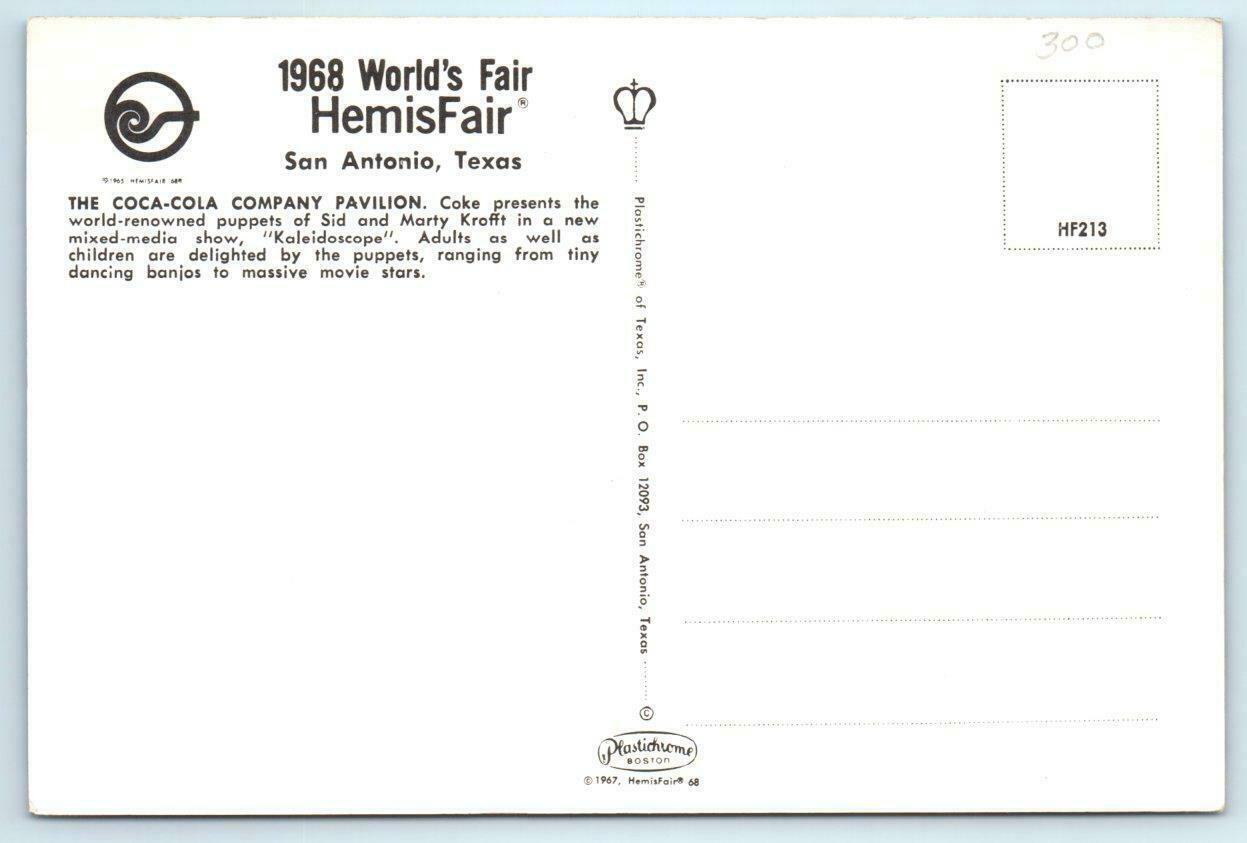 300
1968 World's Fair
HemisFair®
San Antonio, Texas
©1965 HEMISFAIR 68®
THE COCA-COLA COMPANY PAVILION. Coke presents the
world-renowned puppets of Sid and Marty Krofft in a new
mixed-media show, "Kaleidoscope". Adults as well as
children are delighted by the puppets, ranging from tiny
dancing banjos to massive movie stars.
Plastichrome® of Texas, Inc., P. O. Box 12093, San Antonio, Texas
©
Plastichrome
BOSTON
©1967, HemisFair® 68
HF213